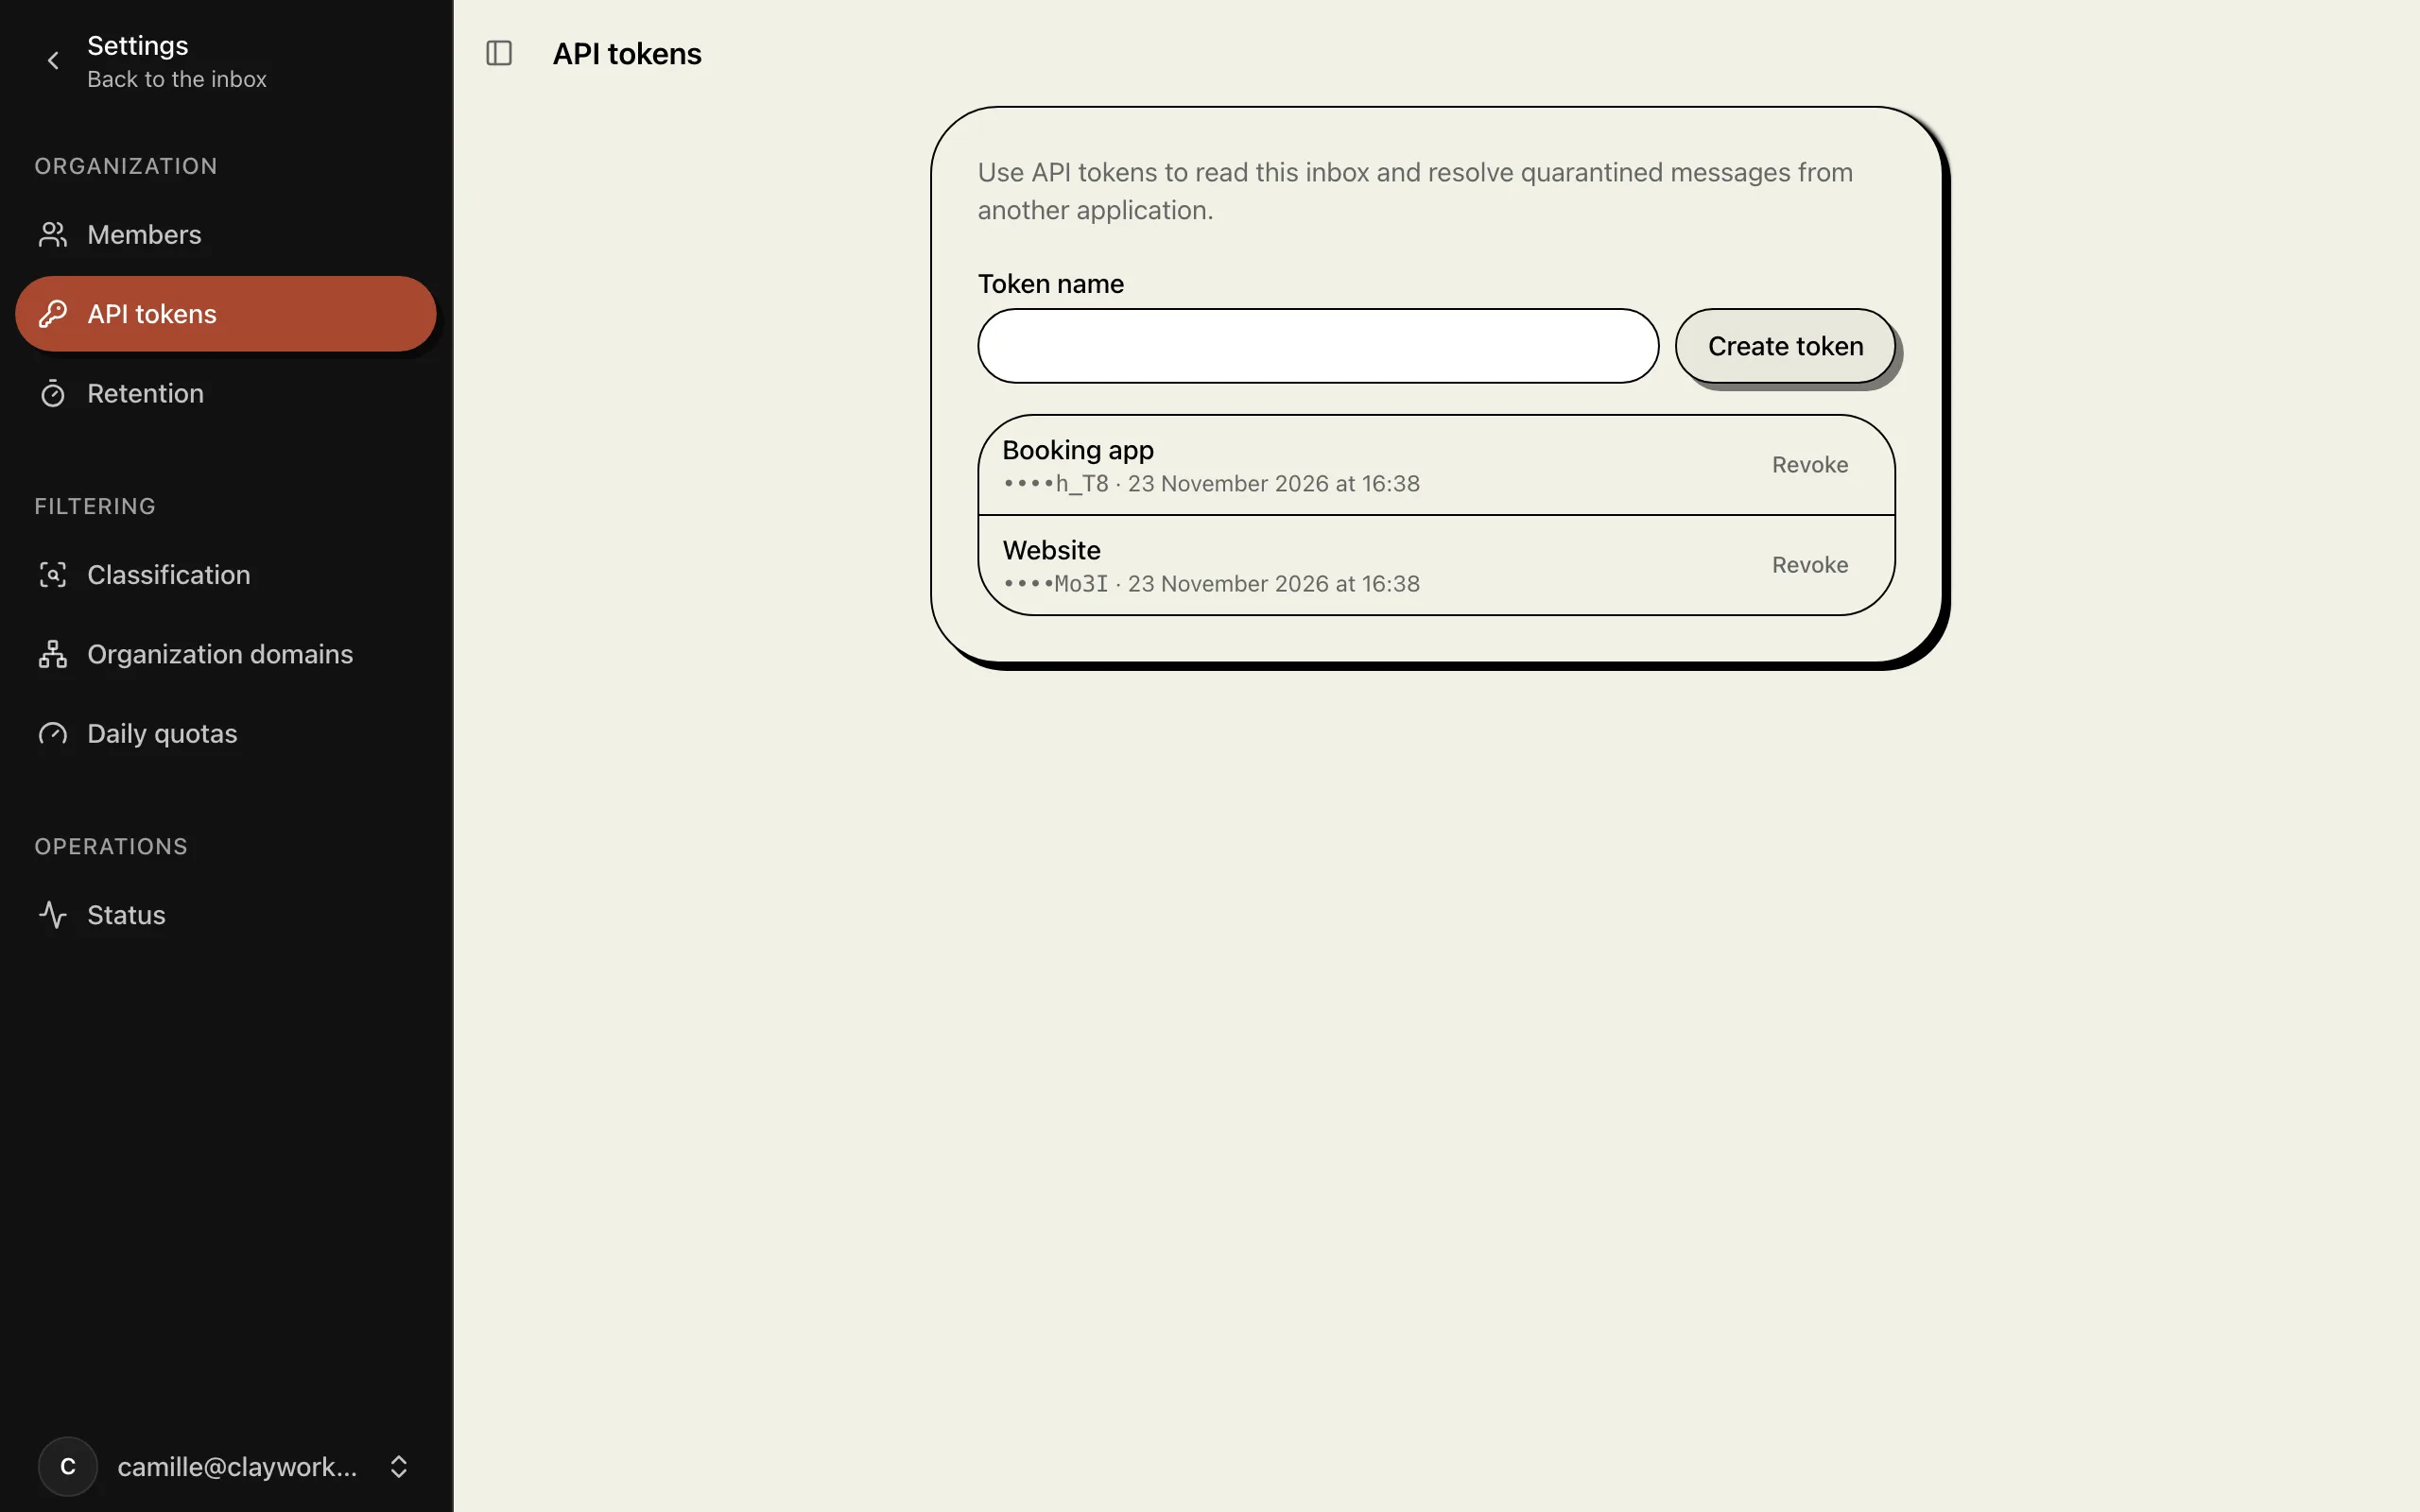 Settings
Back to the inbox
ORGANIZATION
Members
API tokens
Retention
FILTERING
Classification
Organization domains
Daily quotas
OPERATIONS
Status
C
camille@claywork...
API tokens
Use API tokens to read this inbox and resolve quarantined messages from
another application.
Token name
Create token
Booking app
••••h_T8 · 23 November 2026 at 16:38
Revoke
Website
••••Mo3I · 23 November 2026 at 16:38
Revoke